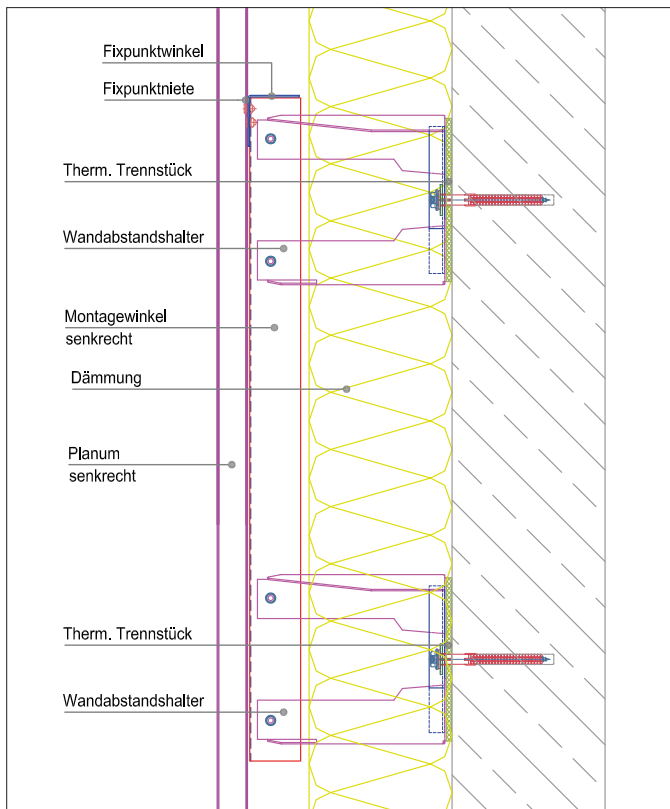 Fixpunktwinkel
Fixpunktniete
Therm. Trennstück
Wandabstandshalter
Montagewinkel
senkrecht
Dämmung
Planum
senkrecht
Therm. Trennstück
Wandabstandshalter